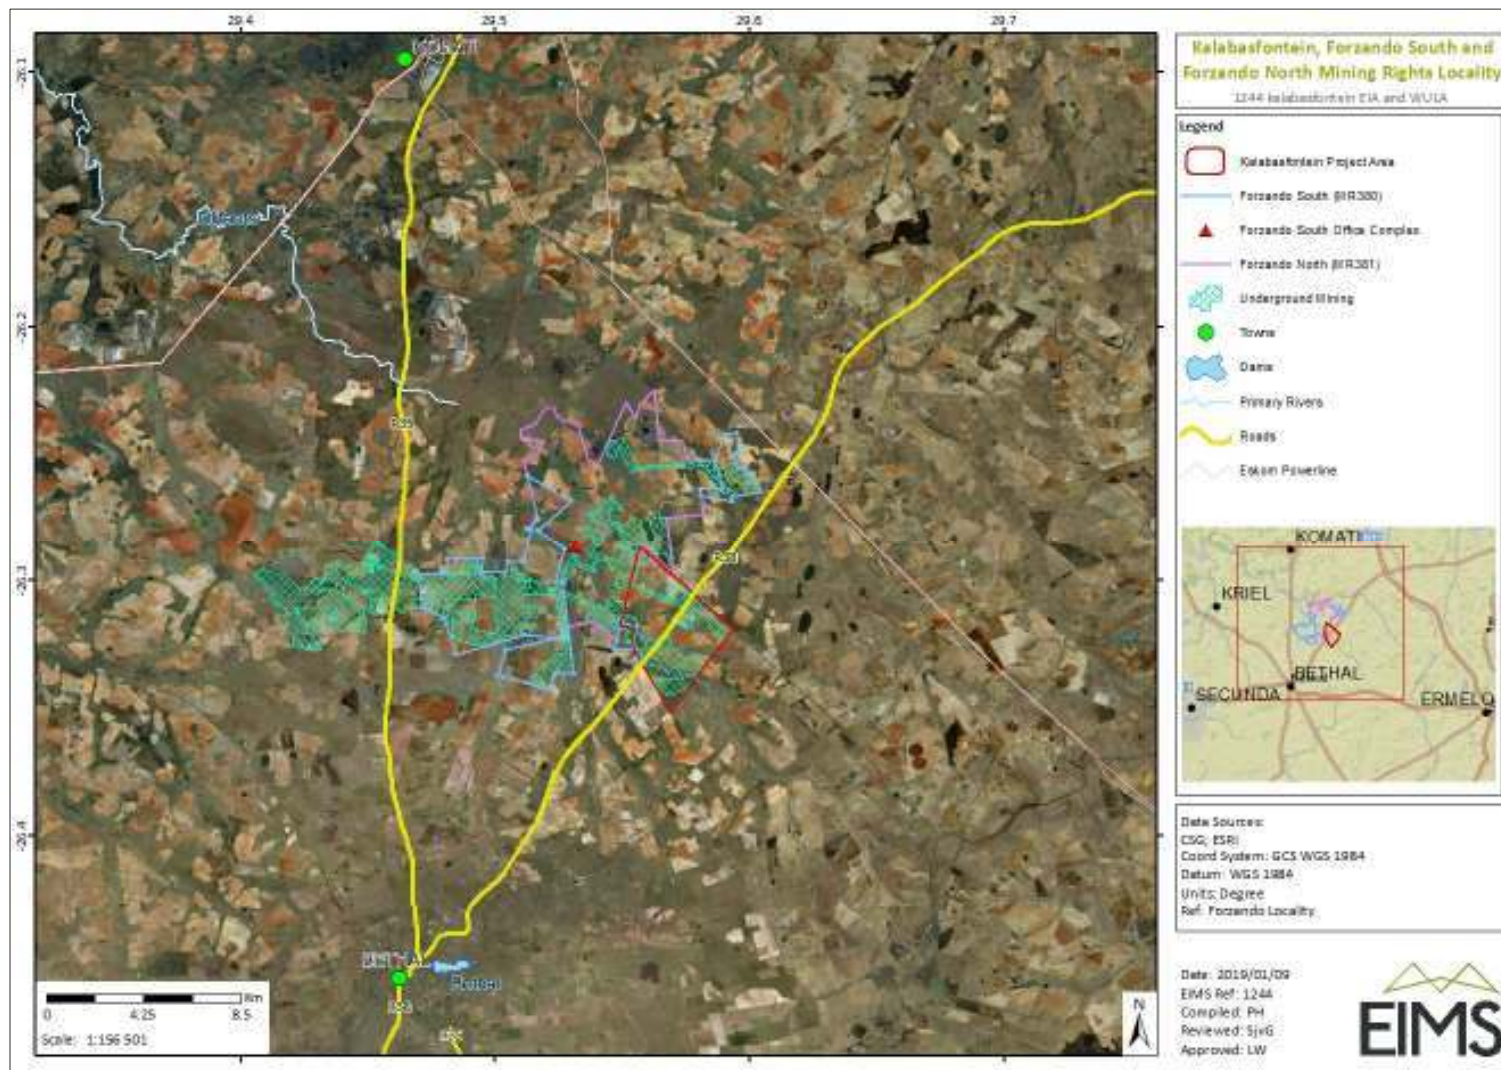 29.4
29.5
29.6
29.7
-26.1
-26.2
-26.3
-26.4
R35
BETHAL
0
4.25
8.5
Km
Scale: 1:156 501
N
Kalabasfontein, Forzando South and
Forzando North Mining Rights Locality
1244 Kalabasfontein EIA and WULA
Legend
Kalabasfontein Project Area
Forzando South (MR380)
Forzando South Office Complex
Forzando North (MR381)
Underground Mining
Towns
Dams
Primary Rivers
Roads
Eskom Powerline
KOMATI
KRIEL
BETHAL
SECUNDA
ERMELO
Data Sources:
CSG; ESRI
Coord System: GCS WGS 1984
Datum: WGS 1984
Units: Degree
Ref: Forzando Locality
Date: 2019/01/09
EIMS Ref: 1244
Compiled: PH
Reviewed: SjvG
Approved: LW
EIMS